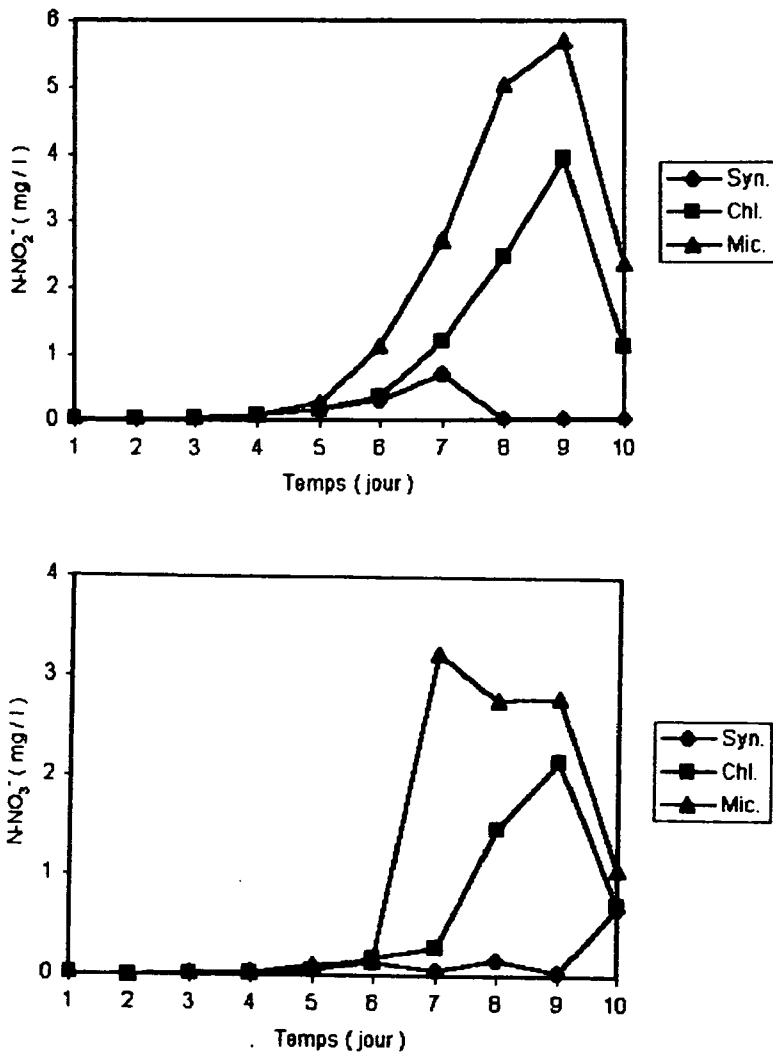 6
5
4
3
2
1
0
N-NO₂⁻ ( mg / l )
1 2 3 4 5 6 7 8 9 10
Temps ( jour )
Syn.
Chl.
Mic.
4
3
2
1
0
N-NO₃⁻ ( mg / l )
1 2 3 4 5 6 7 8 9 10
Temps ( jour )
Syn.
Chl.
Mic.